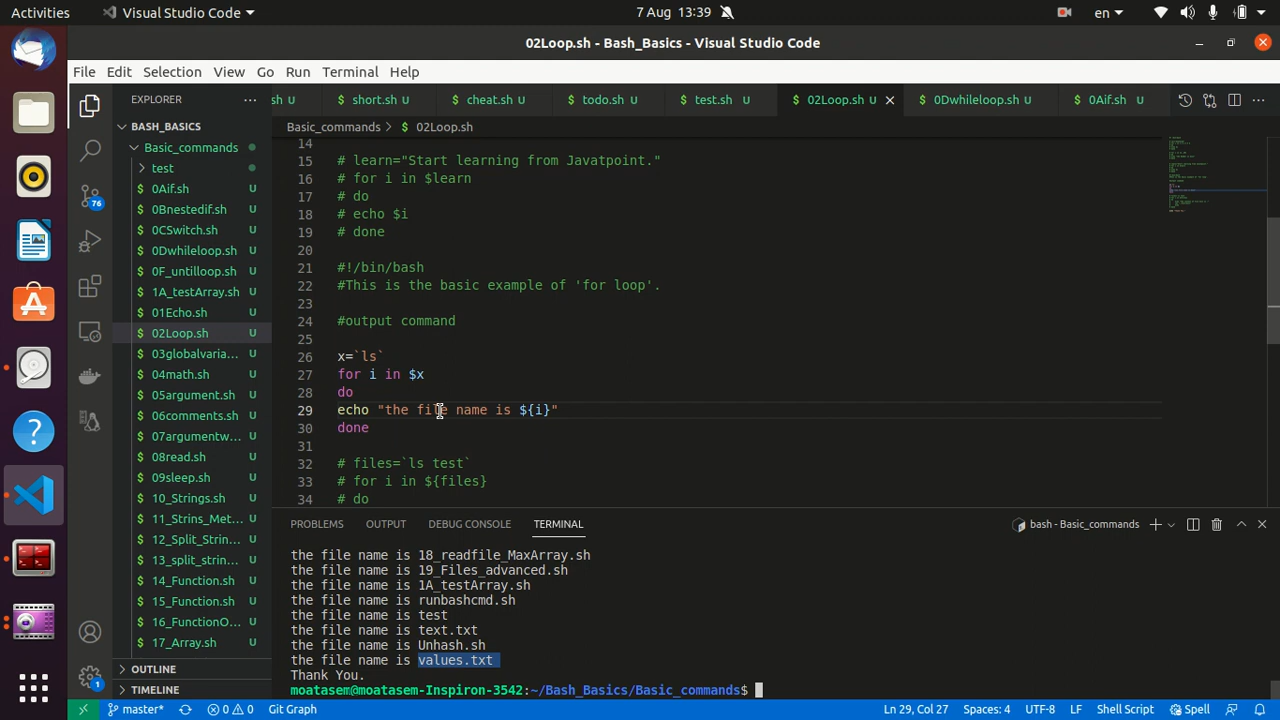 Activities
Visual Studio Code
7 Aug 13:39
en
02Loop.sh - Bash_Basics - Visual Studio Code
File Edit Selection View Go Run Terminal Help
EXPLORER
sh U
$ short.sh U
$ cheat.sh U
$ todo.sh U
$ test.sh U
$ 02Loop.sh U
$ 0Dwhileloop.sh U
$ 0Aif.sh U
BASH_BASICS
Basic_commands
test
$ 0Aif.sh U
$ 0Bnestedif.sh U
$ 0CSwitch.sh U
$ 0Dwhileloop.sh U
$ 0F_untilloop.sh U
$ 1A_testArray.sh U
$ 01Echo.sh U
$ 02Loop.sh U
$ 03globalvaria... U
$ 04math.sh U
$ 05argument.sh U
$ 06comments.sh U
$ 07argumentw... U
$ 08read.sh U
$ 09sleep.sh U
$ 10_Strings.sh U
$ 11_Strins_Met... U
$ 12_Split_Strin... U
$ 13_split_strin... U
$ 14_Function.sh U
$ 15_Function.sh U
$ 16_FunctionO... U
$ 17_Array.sh U
OUTLINE
TIMELINE
76
1
Basic_commands > 02Loop.sh
14
15 # learn="Start learning from Javatpoint."
16 # for i in $learn
17 # do
18 # echo $i
19 # done
20
21 #!/bin/bash
22 #This is the basic example of 'for loop'.
23
24 #output command
25
26 x=`ls`
27 for i in $x
28 do
29 echo "the file name is ${i}"
30 done
31
32 # files=`ls test`
33 # for i in ${files}
34 # do
PROBLEMS OUTPUT DEBUG CONSOLE TERMINAL
bash - Basic_commands
the file name is 18_readfile_MaxArray.sh
the file name is 19_Files_advanced.sh
the file name is 1A_testArray.sh
the file name is runbashcmd.sh
the file name is test
the file name is text.txt
the file name is Unhash.sh
the file name is values.txt
Thank You.
moatasem@moatasem-Inspiron-3542:~/Bash_Basics/Basic_commands$
master* 0 0 Git Graph
Ln 29, Col 27 Spaces: 4 UTF-8 LF Shell Script Spell